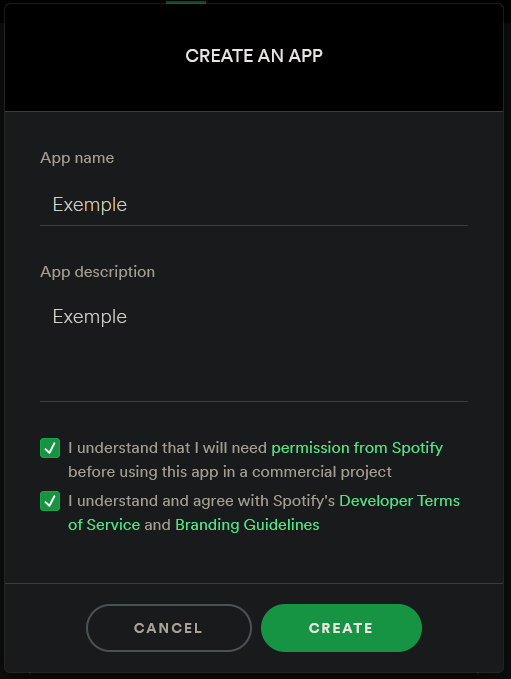 CREATE AN APP
App name
Exemple
App description
Exemple
I understand that I will need permission from Spotify
before using this app in a commercial project
I understand and agree with Spotify's Developer Terms
of Service and Branding Guidelines
CANCEL
CREATE